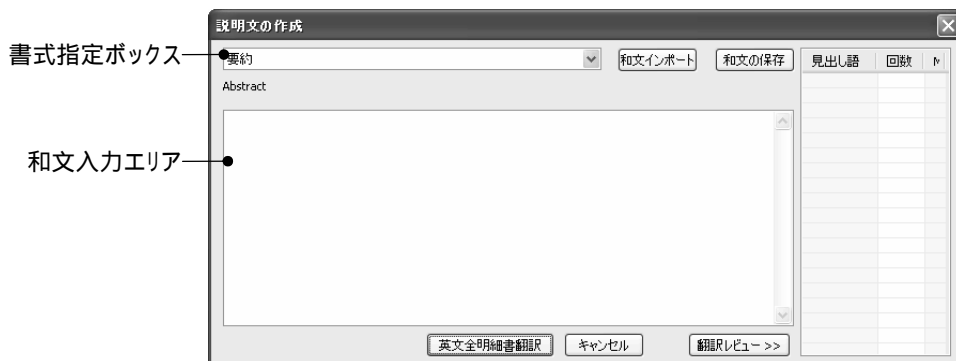 説明文の作成
書式指定ボックス
要約
和文インポート
和文の保存
見出し語
回数
Abstract
和文入力エリア
英文全明細書翻訳
キャンセル
翻訳レビュー >>